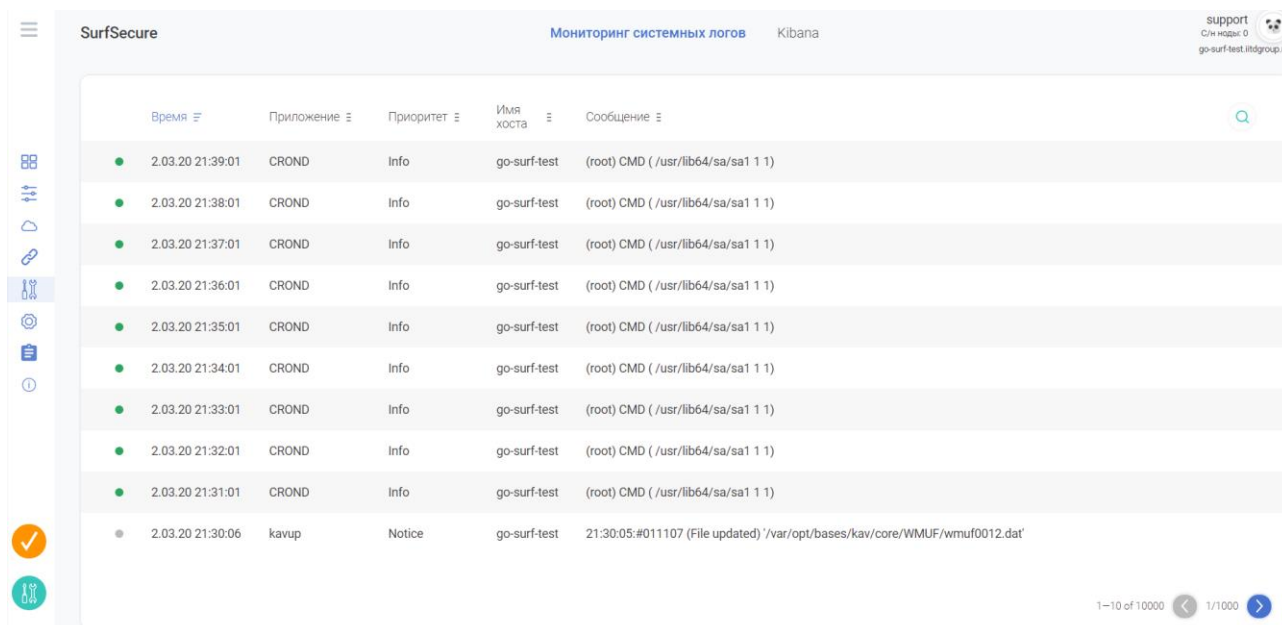 SurfSecure
Мониторинг системных логов Kibana
support
С/н ноды: 0
go-surf-test.iitdgroup.
Время Приложение Приоритет Имя хоста Сообщение
2.03.20 21:39:01 CROND Info go-surf-test (root) CMD ( /usr/lib64/sa/sa1 1 1)
2.03.20 21:38:01 CROND Info go-surf-test (root) CMD ( /usr/lib64/sa/sa1 1 1)
2.03.20 21:37:01 CROND Info go-surf-test (root) CMD ( /usr/lib64/sa/sa1 1 1)
2.03.20 21:36:01 CROND Info go-surf-test (root) CMD ( /usr/lib64/sa/sa1 1 1)
2.03.20 21:35:01 CROND Info go-surf-test (root) CMD ( /usr/lib64/sa/sa1 1 1)
2.03.20 21:34:01 CROND Info go-surf-test (root) CMD ( /usr/lib64/sa/sa1 1 1)
2.03.20 21:33:01 CROND Info go-surf-test (root) CMD ( /usr/lib64/sa/sa1 1 1)
2.03.20 21:32:01 CROND Info go-surf-test (root) CMD ( /usr/lib64/sa/sa1 1 1)
2.03.20 21:31:01 CROND Info go-surf-test (root) CMD ( /usr/lib64/sa/sa1 1 1)
2.03.20 21:30:06 kavup Notice go-surf-test 21:30:05:#011107 (File updated) '/var/opt/bases/kav/core/WMUF/wmuf0012.dat'
1–10 of 10000 1/1000